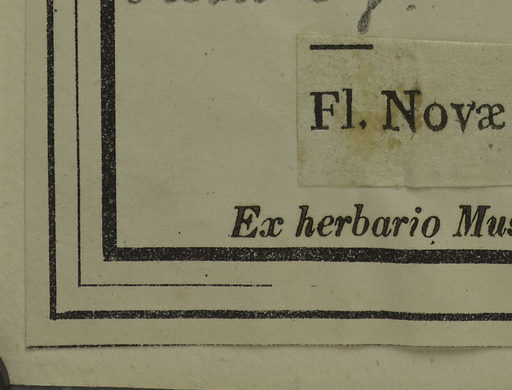 Fl. Novæ
Ex herbario Mus